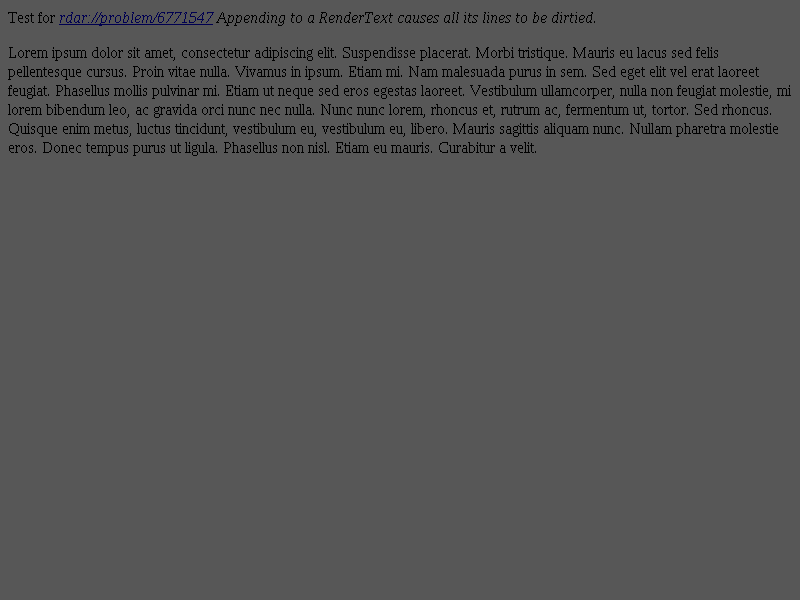 Test for rdar://problem/6771547 Appending to a RenderText causes all its lines to be dirtied.
Lorem ipsum dolor sit amet, consectetur adipiscing elit. Suspendisse placerat. Morbi tristique. Mauris eu lacus sed felis
pellentesque cursus. Proin vitae nulla. Vivamus in ipsum. Etiam mi. Nam malesuada purus in sem. Sed eget elit vel erat laoreet
feugiat. Phasellus mollis pulvinar mi. Etiam ut neque sed eros egestas laoreet. Vestibulum ullamcorper, nulla non feugiat molestie, mi
lorem bibendum leo, ac gravida orci nunc nec nulla. Nunc nunc lorem, rhoncus et, rutrum ac, fermentum ut, tortor. Sed rhoncus.
Quisque enim metus, luctus tincidunt, vestibulum eu, vestibulum eu, libero. Mauris sagittis aliquam nunc. Nullam pharetra molestie
eros. Donec tempus purus ut ligula. Phasellus non nisl. Etiam eu mauris. Curabitur a velit.